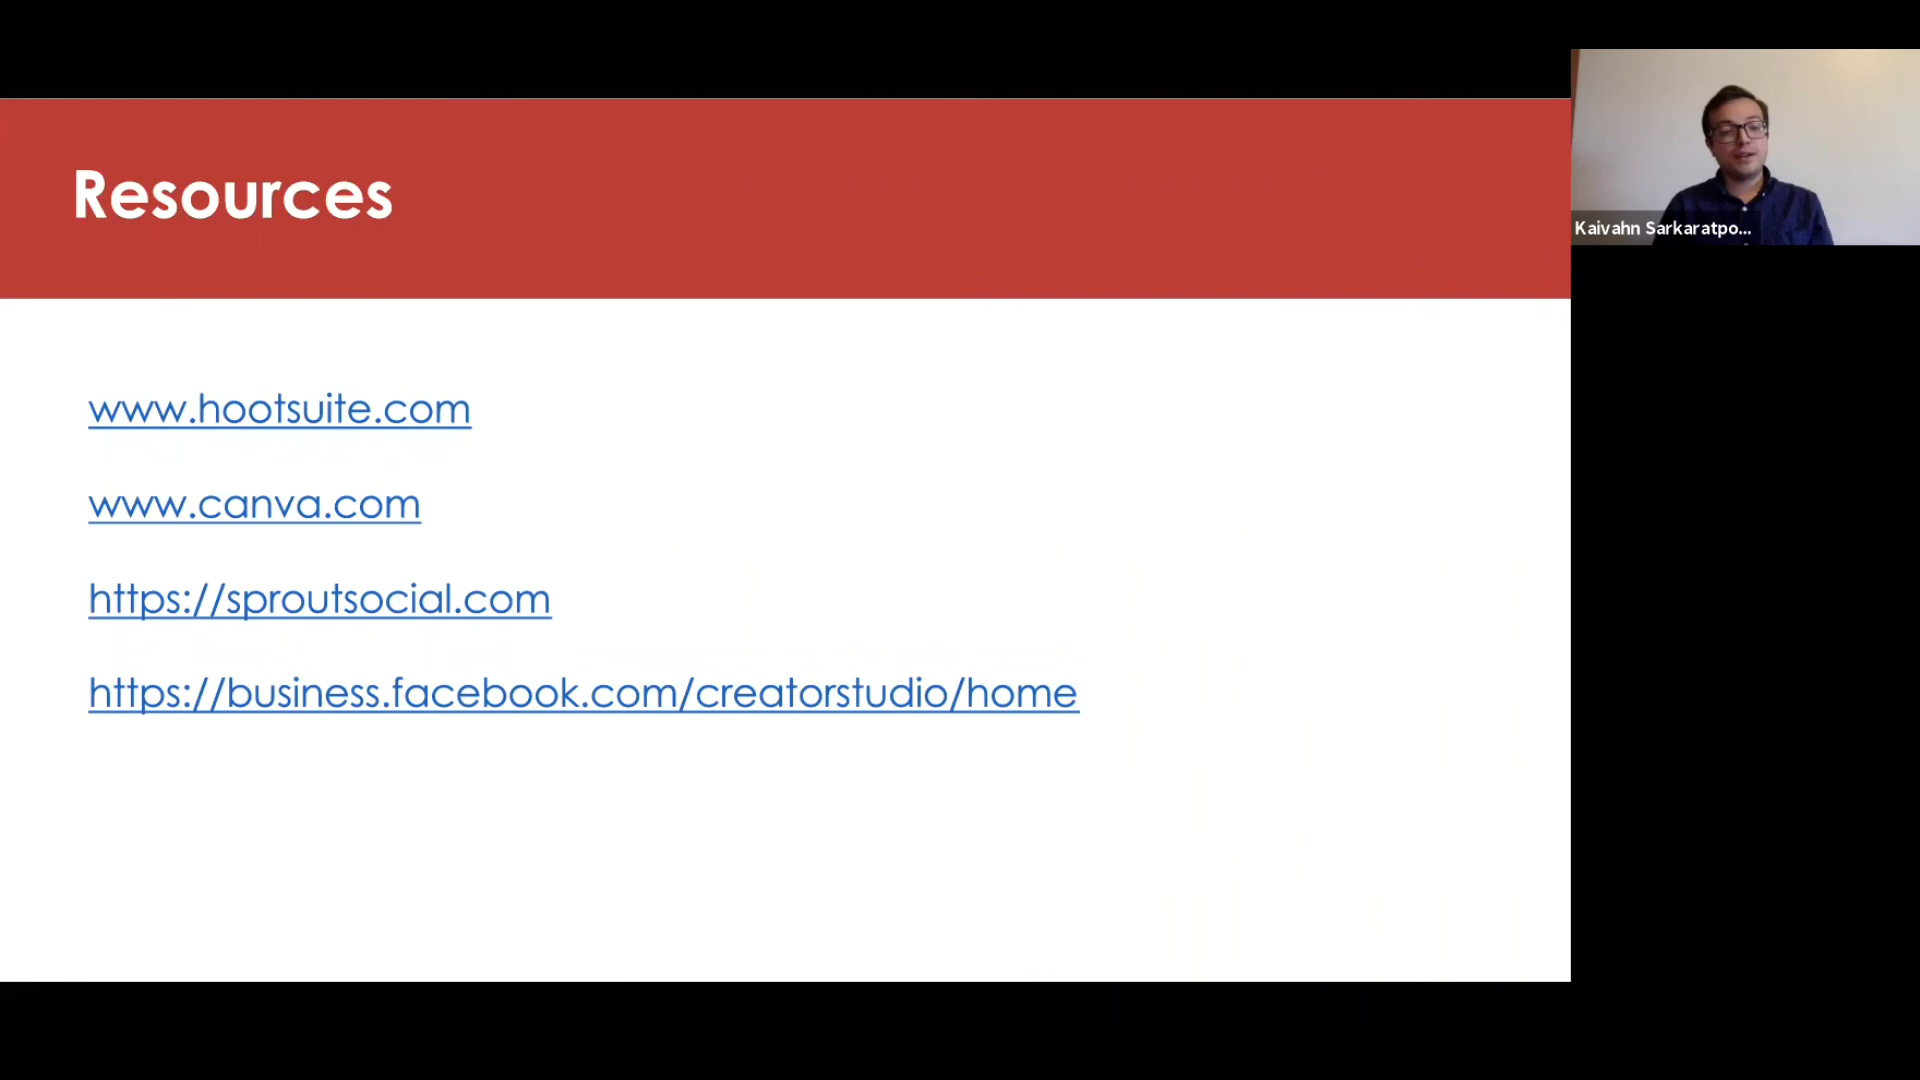 Resources
Kaivahn Sarkaratpo...
www.hootsuite.com
www.canva.com
https://sproutsocial.com
https://business.facebook.com/creatorstudio/home